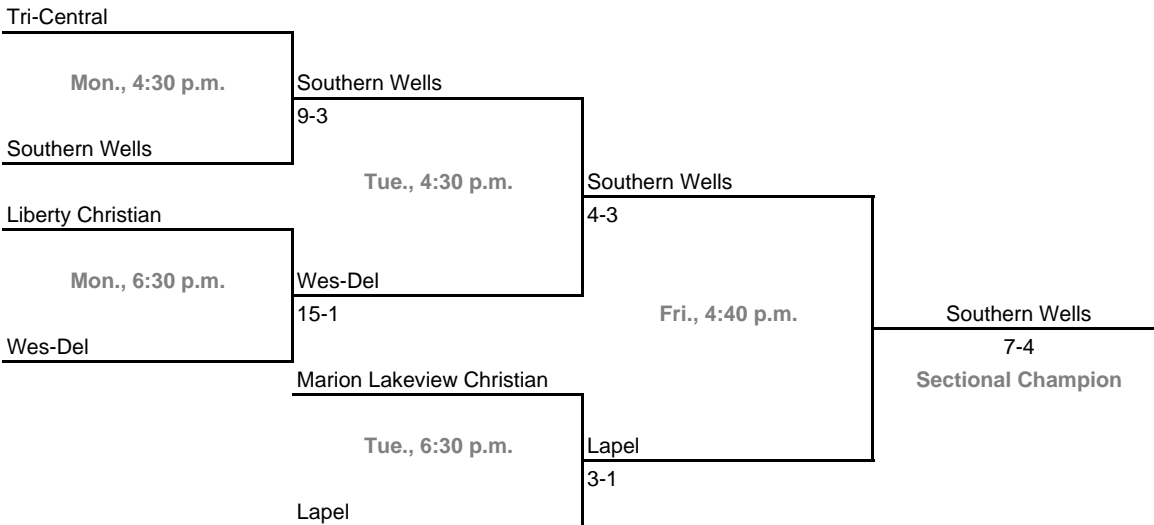 Tri-Central
Mon., 4:30 p.m.
Southern Wells
9-3
Southern Wells
Tue., 4:30 p.m.
Southern Wells
4-3
Liberty Christian
Mon., 6:30 p.m.
Wes-Del
15-1
Fri., 4:40 p.m.
Southern Wells
7-4
Sectional Champion
Wes-Del
Marion Lakeview Christian
Tue., 6:30 p.m.
Lapel
3-1
Lapel